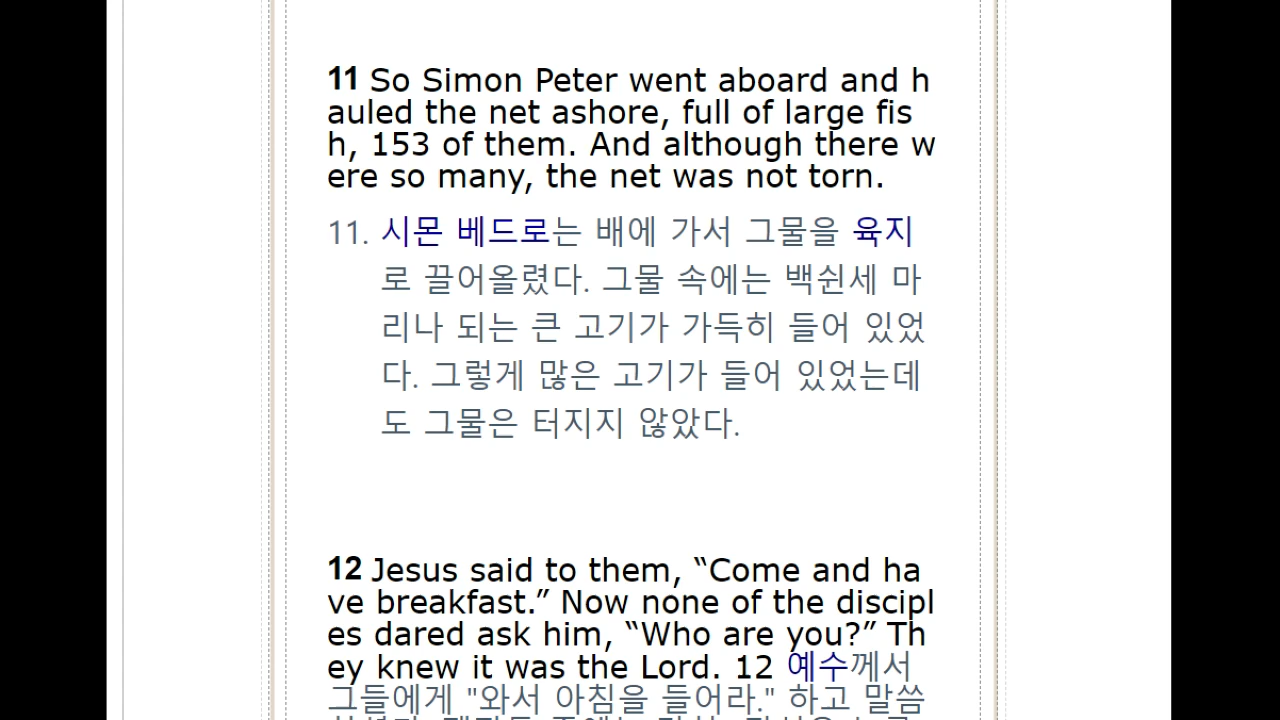 11 So Simon Peter went aboard and h
auled the net ashore, full of large fis
h, 153 of them. And although there w
ere so many, the net was not torn.
11. 시몬 베드로는 배에 가서 그물을 육지
로 끌어올렸다. 그물 속에는 백쉰세 마
리나 되는 큰 고기가 가득히 들어 있었
다. 그렇게 많은 고기가 들어 있었는데
도 그물은 터지지 않았다.
12 Jesus said to them, “Come and ha
ve breakfast.” Now none of the discipl
es dared ask him, “Who are you?” Th
ey knew it was the Lord. 12 예수께서
그들에게 "와서 아침을 들어라." 하고 말씀